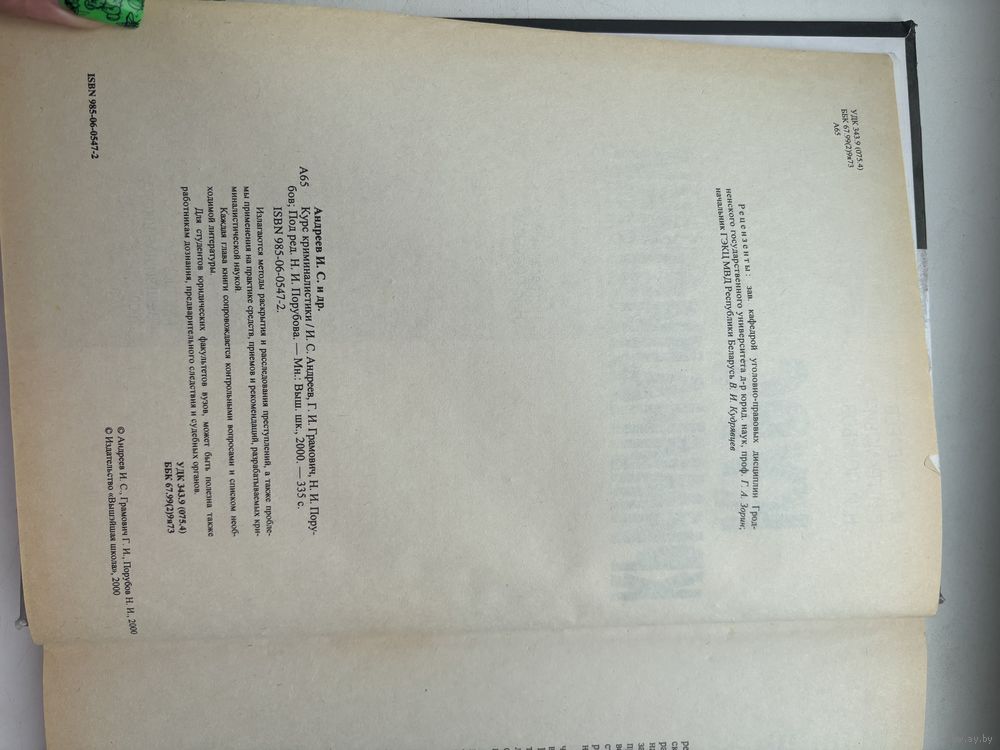 УДК 343.9 (075.4)
ББК 67.99(2)9я73
А65
Рецензенты: зав. кафедрой уголовно-правовых дисциплин Грод-
ненского государственного университета д-р юрид. наук, проф. Г. А. Зорин;
начальник ГЭКЦ МВД Республики Беларусь В. И. Кудрявцев
Андреев И. С. и др.
А65 Курс криминалистики / И. С. Андреев, Г. И. Грамович, Н. И. Пору-
бов; Под ред. Н. И. Порубова. — Мн.: Выш. шк., 2000. — 335 с.
ISBN 985-06-0547-2.
Излагаются методы раскрытия и расследования преступлений, а также пробле-
мы применения на практике средств, приемов и рекомендаций, разрабатываемых кри-
миналистической наукой.
Каждая глава книги сопровождается контрольными вопросами и списком необ-
ходимой литературы.
Для студентов юридических факультетов вузов, может быть полезна также
работникам дознания, предварительного следствия и судебных органов.
УДК 343.9 (075.4)
ББК 67.99(2)9я73
© Андреев И. С., Грамович Г. И., Порубов Н. И., 2000
© Издательство «Вышэйшая школа», 2000
ISBN 985-06-0547-2
ay.by